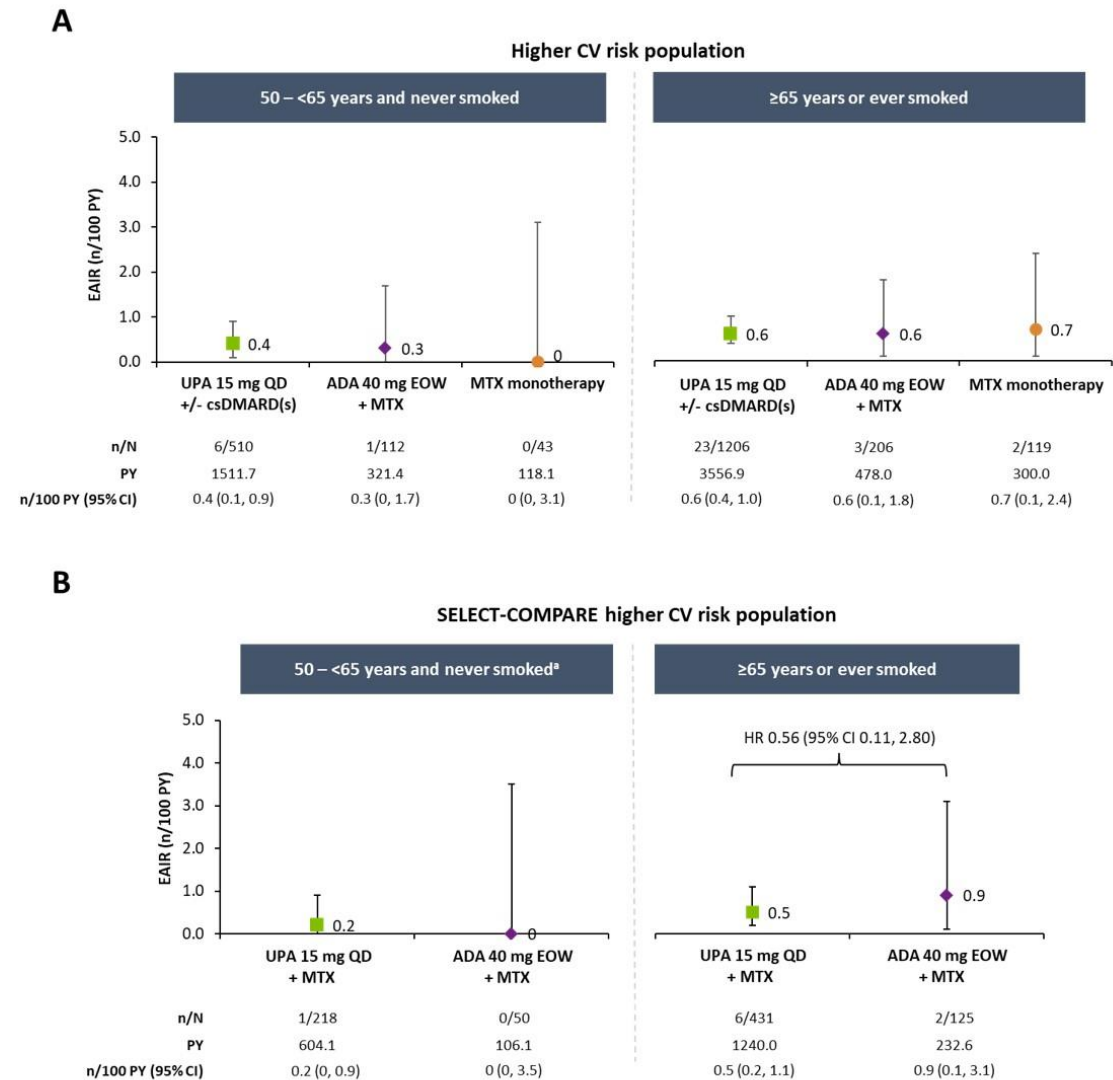 A
Higher CV risk population
50 – <65 years and never smoked
≥65 years or ever smoked
EAIR (n/100 PY)
5.0
4.0
3.0
2.0
1.0
0.0
0.4
0.3
0
0.6
0.6
0.7
UPA 15 mg QD
+/- csDMARD(s)
ADA 40 mg EOW
+ MTX
MTX monotherapy
UPA 15 mg QD
+/- csDMARD(s)
ADA 40 mg EOW
+ MTX
MTX monotherapy
n/N 6/510 1/112 0/43 23/1206 3/206 2/119
PY 1511.7 321.4 118.1 3556.9 478.0 300.0
n/100 PY (95% CI) 0.4 (0.1, 0.9) 0.3 (0, 1.7) 0 (0, 3.1) 0.6 (0.4, 1.0) 0.6 (0.1, 1.8) 0.7 (0.1, 2.4)
B
SELECT-COMPARE higher CV risk population
50 – <65 years and never smokedᵃ
≥65 years or ever smoked
EAIR (n/100 PY)
5.0
4.0
3.0
2.0
1.0
0.0
0.2
0
HR 0.56 (95% CI 0.11, 2.80)
0.5
0.9
UPA 15 mg QD
+ MTX
ADA 40 mg EOW
+ MTX
UPA 15 mg QD
+ MTX
ADA 40 mg EOW
+ MTX
n/N 1/218 0/50 6/431 2/125
PY 604.1 106.1 1240.0 232.6
n/100 PY (95% CI) 0.2 (0, 0.9) 0 (0, 3.5) 0.5 (0.2, 1.1) 0.9 (0.1, 3.1)